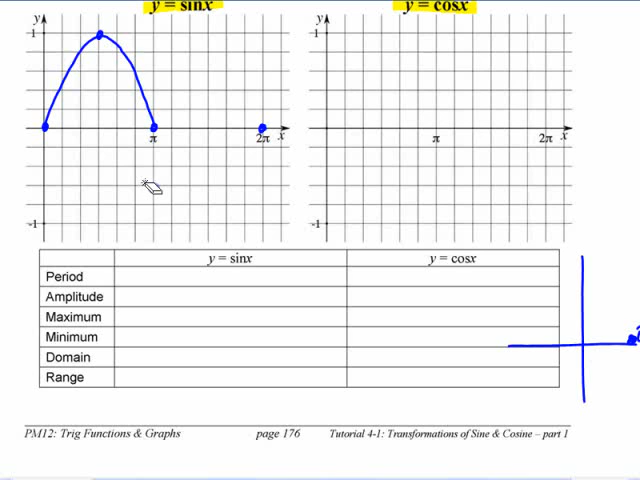 y = sinx
y = cosx
y
1
π
2π
x
-1
y
1
π
2π
x
-1
y = sinx
y = cosx
Period
Amplitude
Maximum
Minimum
Domain
Range
PM12: Trig Functions & Graphs
page 176
Tutorial 4-1: Transformations of Sine & Cosine – part 1